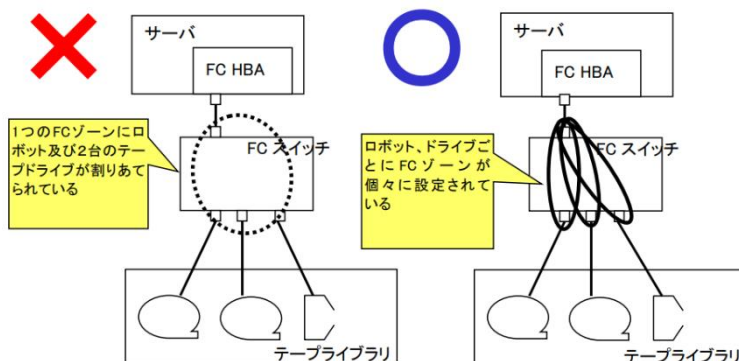 サーバ
FC HBA
1つのFCゾーンにロ
ボット及び2台のテー
プドライブが割りあて
られている
FC スイッチ
テープライブラリ
サーバ
FC HBA
ロボット、ドライブご
とにFC ゾーン が
個々に設定されて
いる
FC スイッチ
テープライブラリ